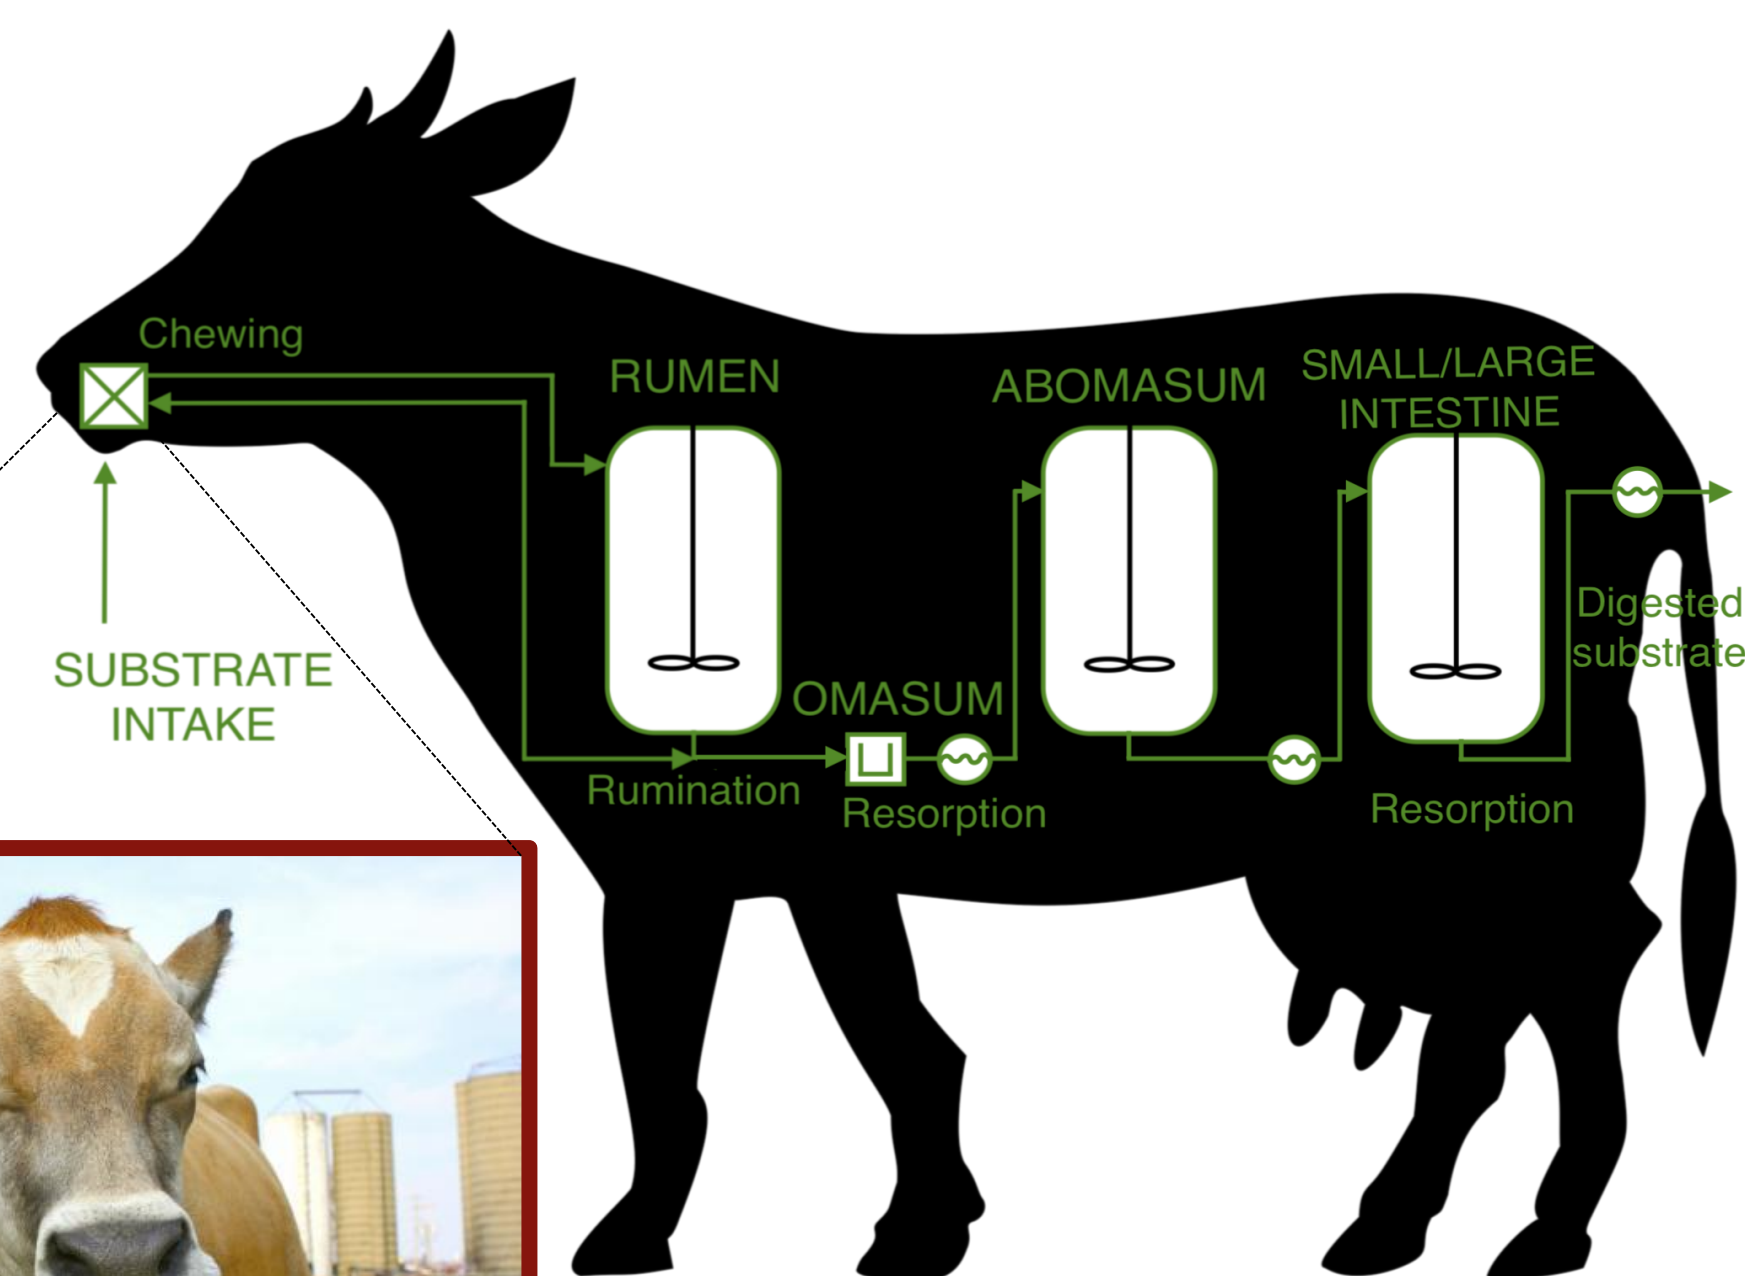 Chewing
RUMEN
ABOMASUM
SMALL/LARGE
INTESTINE
SUBSTRATE
INTAKE
OMASUM
Rumination
Resorption
Resorption
Digested
substrate